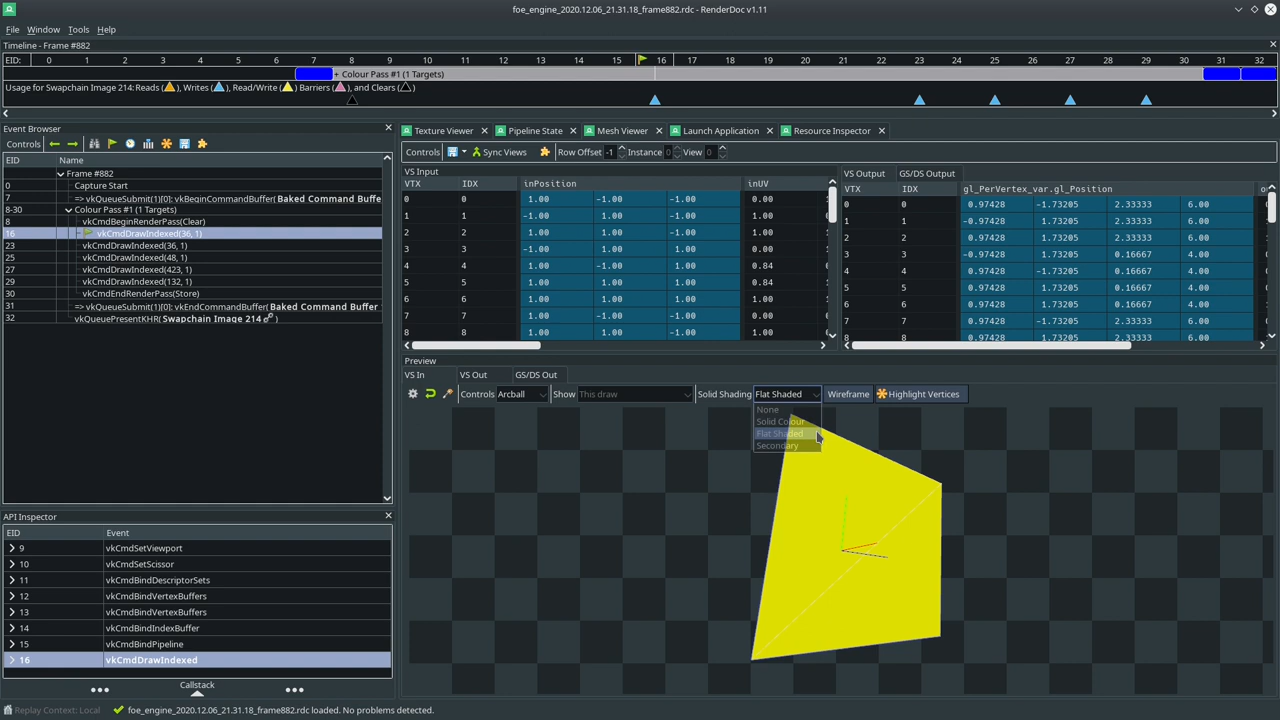 foe_engine_2020.12.06_21.31.18_frame882.rdc - RenderDoc v1.11
File Window Tools Help
Timeline - Frame #882
EID: 0 1 2 3 4 5 6 7 8 9 10 11 12 13 14 15 16 17 18 19 20 21 22 23 24 25 26 27 28 29 30 31 32
+ Colour Pass #1 (1 Targets)
Usage for Swapchain Image 214: Reads ( ), Writes ( ), Read/Write ( ) Barriers ( ), and Clears ( )
Event Browser
Controls
EID Name
Frame #882
0 Capture Start
7 => vkQueueSubmit(1)[0]: vkBeginCommandBuffer( Baked Command Buffe
8-30 Colour Pass #1 (1 Targets)
8 vkCmdBeginRenderPass(Clear)
16 vkCmdDrawIndexed(36, 1)
23 vkCmdDrawIndexed(36, 1)
25 vkCmdDrawIndexed(48, 1)
27 vkCmdDrawIndexed(423, 1)
29 vkCmdDrawIndexed(132, 1)
30 vkCmdEndRenderPass(Store)
31 => vkQueueSubmit(1)[0]: vkEndCommandBuffer( Baked Command Buffer
32 vkQueuePresentKHR( Swapchain Image 214 )
API Inspector
EID Event
9 vkCmdSetViewport
10 vkCmdSetScissor
11 vkCmdBindDescriptorSets
12 vkCmdBindVertexBuffers
13 vkCmdBindVertexBuffers
14 vkCmdBindIndexBuffer
15 vkCmdBindPipeline
16 vkCmdDrawIndexed
Callstack
Texture Viewer Pipeline State Mesh Viewer Launch Application Resource Inspector
Controls Sync Views Row Offset -1 Instance 0 View 0
VS Input
VTX IDX inPosition inUV
0 0 1.00 -1.00 -1.00 0.00
1 1 -1.00 -1.00 -1.00 1.00
2 2 1.00 -1.00 1.00 0.00
3 3 -1.00 -1.00 1.00 1.00
4 4 1.00 -1.00 1.00 0.84
5 5 1.00 1.00 1.00 0.84
6 6 1.00 1.00 1.00 1.00
7 7 1.00 -1.00 1.00 0.00
8 8 1.00 1.00 1.00 1.00
VS Output GS/DS Output
VTX IDX gl_PerVertex_var.gl_Position
0 0 0.97428 -1.73205 2.33333 6.00
1 1 0.97428 1.73205 2.33333 6.00
2 2 0.97428 -1.73205 2.33333 6.00
3 3 0.97428 1.73205 0.16667 4.00
4 4 0.97428 -1.73205 0.16667 4.00
5 5 0.97428 1.73205 0.16667 4.00
6 6 0.97428 1.73205 0.16667 4.00
7 7 0.97428 -1.73205 2.33333 6.00
8 8 0.97428 1.73205 2.33333 6.00
Preview
VS In VS Out GS/DS Out
Controls Arcball Show This draw Solid Shading Flat Shaded Wireframe Highlight Vertices
None
Solid Colour
Flat Shaded
Secondary
Replay Context: Local foe_engine_2020.12.06_21.31.18_frame882.rdc loaded. No problems detected.